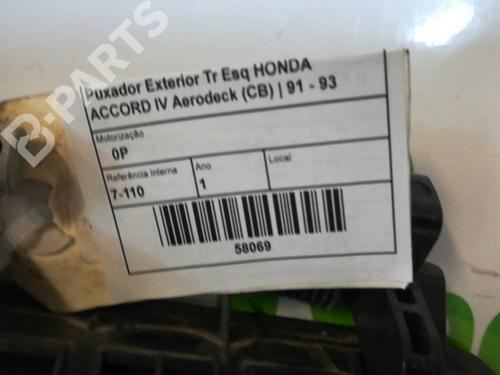 B-PARTS
Puxador Exterior Tr Esq HONDA
ACCORD IV Aerodeck (CB) | 91 - 93
Motorização
0P
Referência Interna
7-110
Ano
1
Local
58069